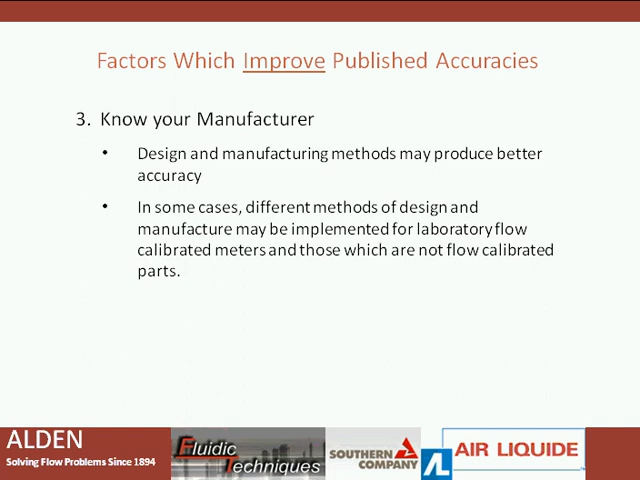 Factors Which Improve Published Accuracies
3. Know your Manufacturer
• Design and manufacturing methods may produce better
accuracy
• In some cases, different methods of design and
manufacture may be implemented for laboratory flow
calibrated meters and those which are not flow calibrated
parts.
ALDEN
Solving Flow Problems Since 1894
Fluidic
Techniques
SOUTHERN
COMPANY
AL
AIR LIQUIDE